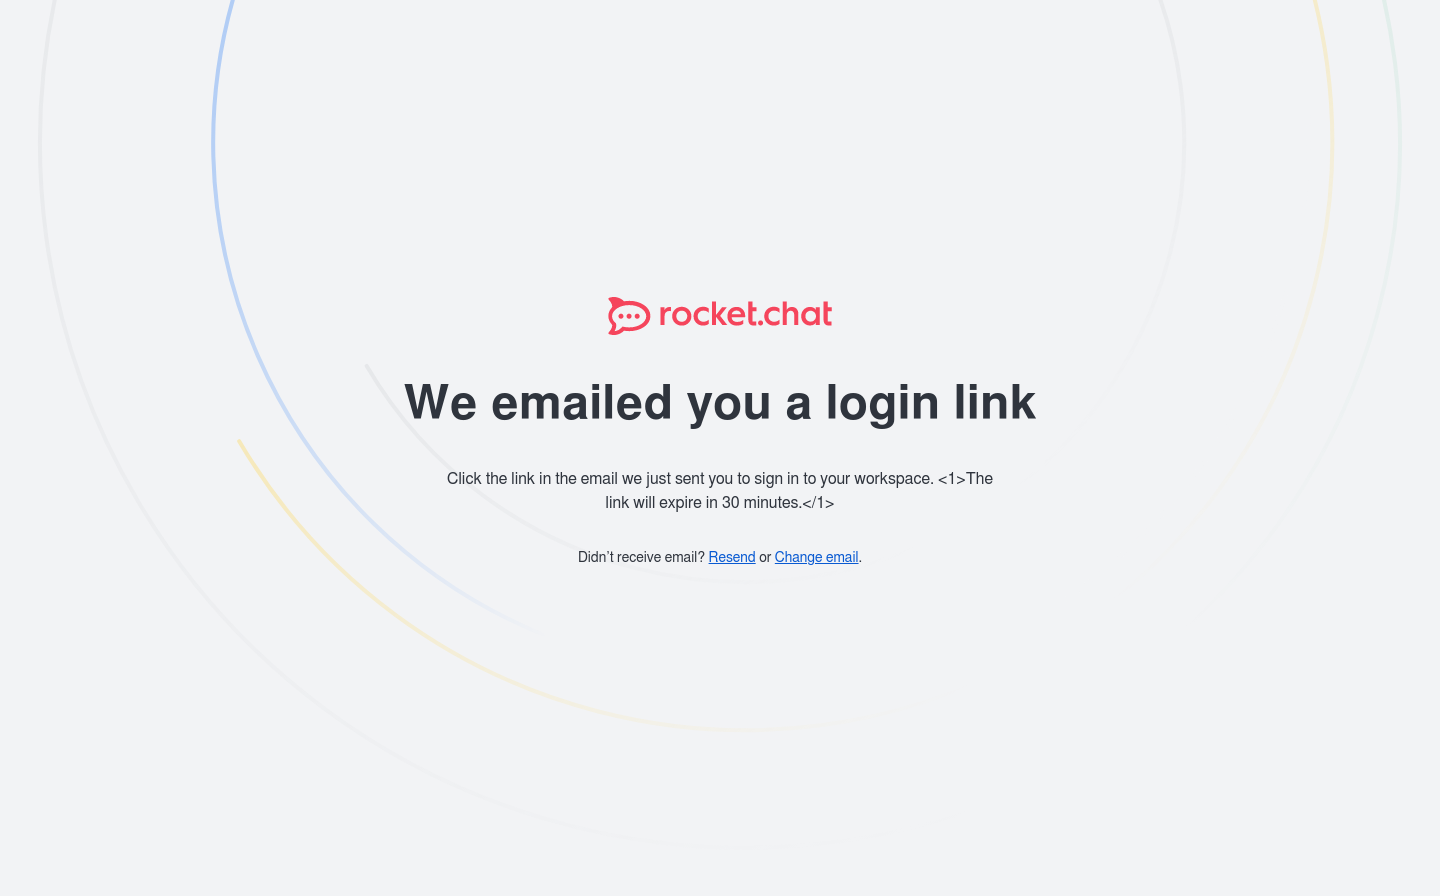 rocket.chat
We emailed you a login link
Click the link in the email we just sent you to sign in to your workspace. <1>The
link will expire in 30 minutes.</1>
Didn’t receive email? Resend or Change email.